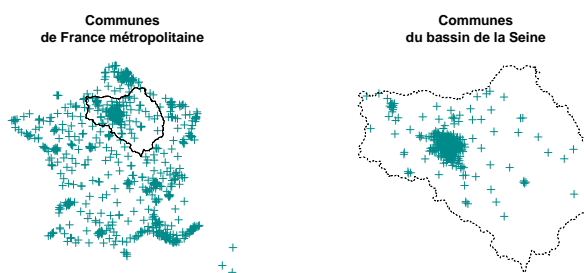 Communes
de France métropolitaine
Communes
du bassin de la Seine